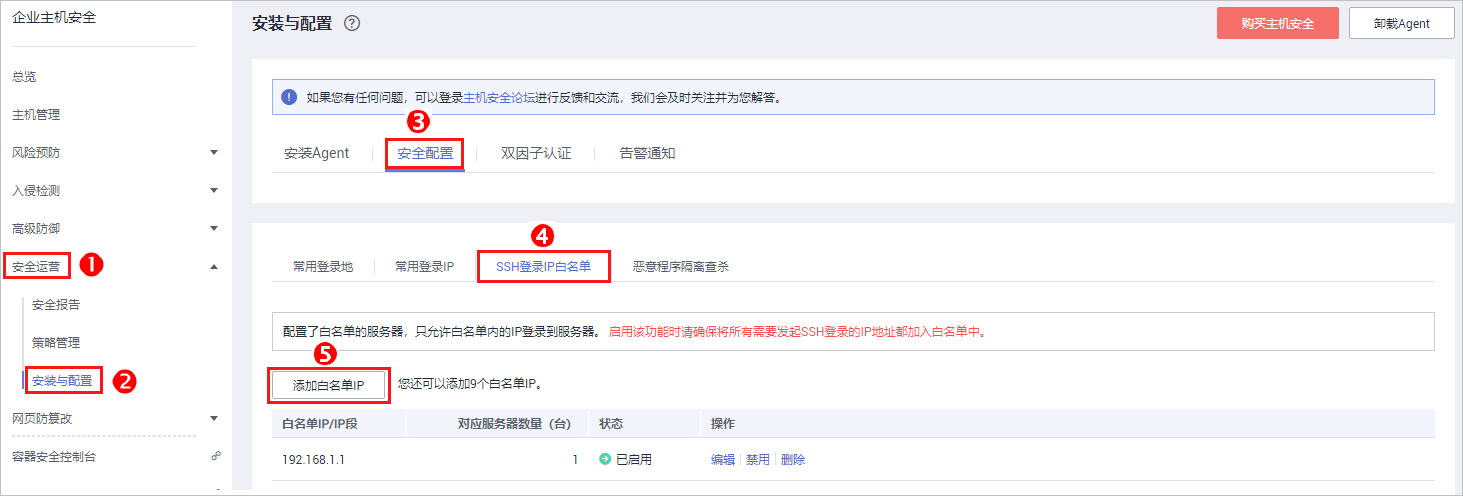 企业主机安全
总览
主机管理
风险预防
入侵检测
高级防御
安全运营 1
安全报告
策略管理
安装与配置 2
网页防篡改
容器安全控制台
安装与配置 ?
购买主机安全 卸载Agent
! 如果您有任何问题，可以登录主机安全论坛进行反馈和交流，我们会及时关注并为您解答。
3
安装Agent 安全配置 双因子认证 告警通知
4
常用登录地 常用登录IP SSH登录IP白名单 恶意程序隔离查杀
配置了白名单的服务器，只允许白名单内的IP登录到服务器。启用该功能时请确保将所有需要发起SSH登录的IP地址都加入白名单中。
5
添加白名单IP 您还可以添加9个白名单IP。
白名单IP/IP段 对应服务器数量（台） 状态 操作
192.168.1.1 1 已启用 编辑 禁用 删除